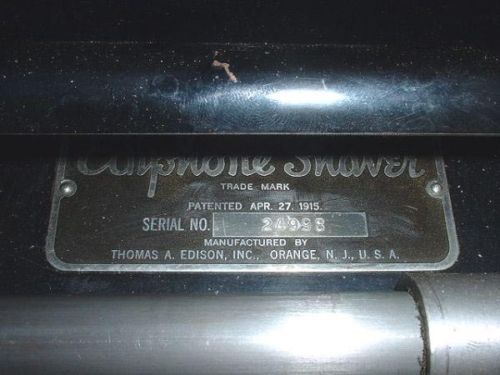 Ediphone Shaver
TRADE MARK
PATENTED APR. 27. 1915.
SERIAL NO. 24998
MANUFACTURED BY
THOMAS A. EDISON, INC., ORANGE, N. J., U. S. A.